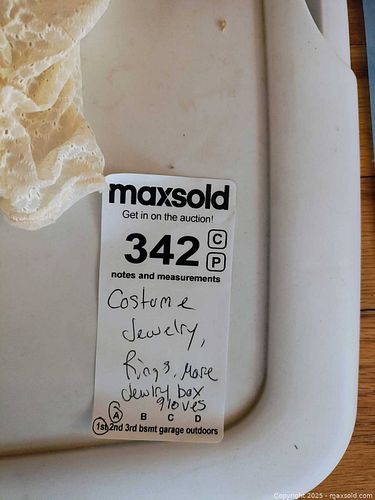 maxsold
Get in on the auction!
342 C
P
notes and measurements
Costume
Jewelry,
Rings, More
Jewlry box
gloves
A B C D
1st 2nd 3rd bsmt garage outdoors
Copyright 2025 - maxsold.com